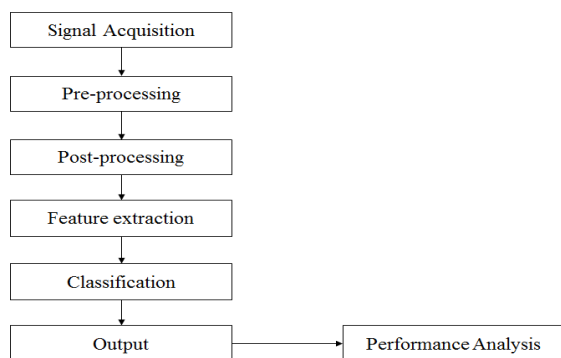 Signal Acquisition
Pre-processing
Post-processing
Feature extraction
Classification
Output
Performance Analysis